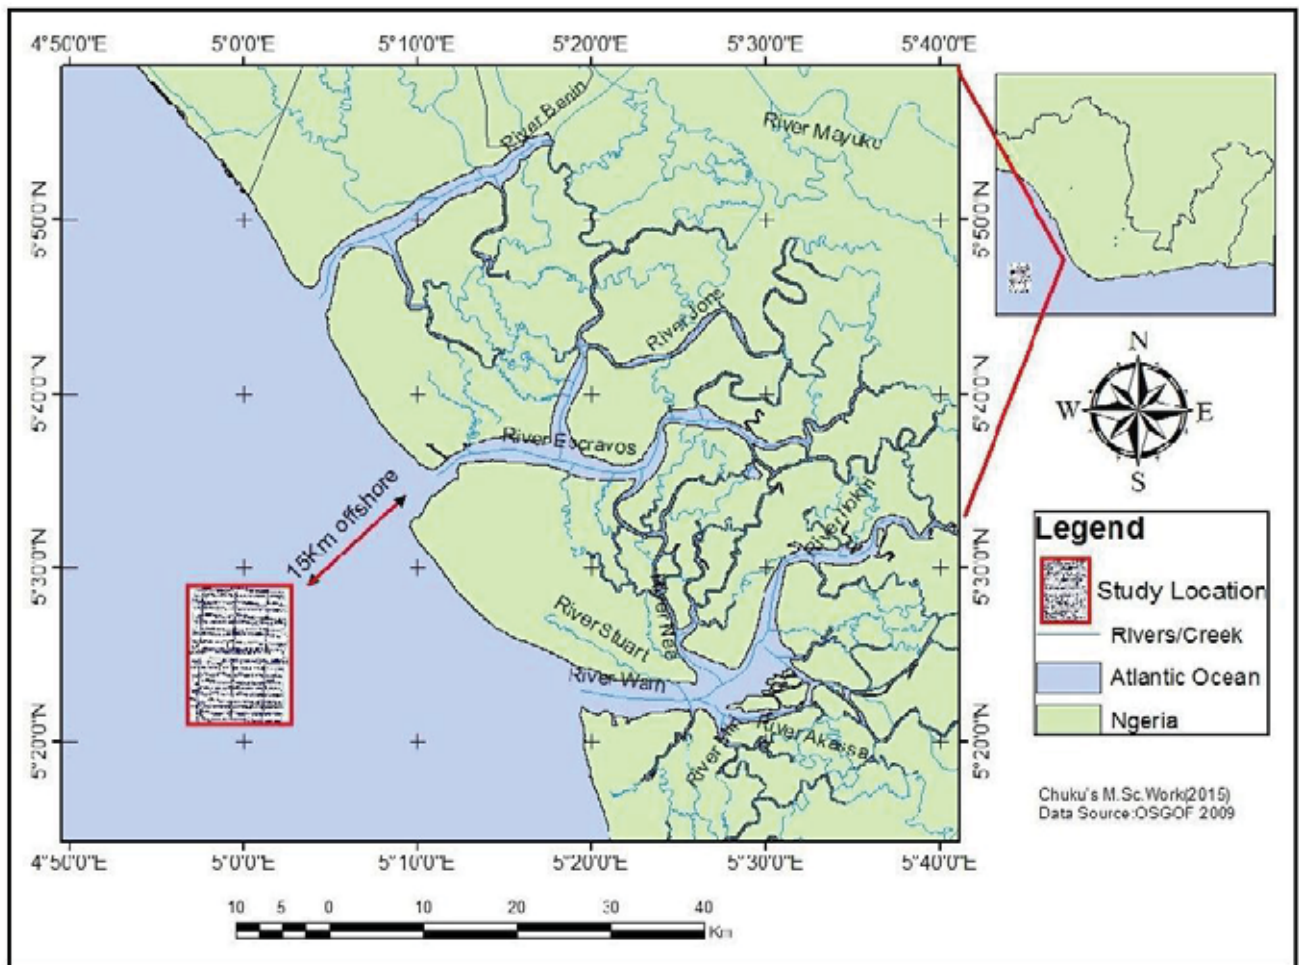 4°50'0"E 5°0'0"E 5°10'0"E 5°20'0"E 5°30'0"E 5°40'0"E
5°50'0"N
5°40'0"N
5°30'0"N
5°20'0"N
River Benin
River Mayuku
River Jone
River Escravos
15Km offshore
River Stuart
River Warri
River Akassa
5°50'0"N
5°40'0"N
5°30'0"N
5°20'0"N
4°50'0"E 5°0'0"E 5°10'0"E 5°20'0"E 5°30'0"E 5°40'0"E
10 5 0 10 20 30 40
Km
N
W E
S
Legend
Study Location
Rivers/Creek
Atlantic Ocean
Ngeria
Chuku's M.Sc.Work(2015)
Data Source:OSGOF 2009